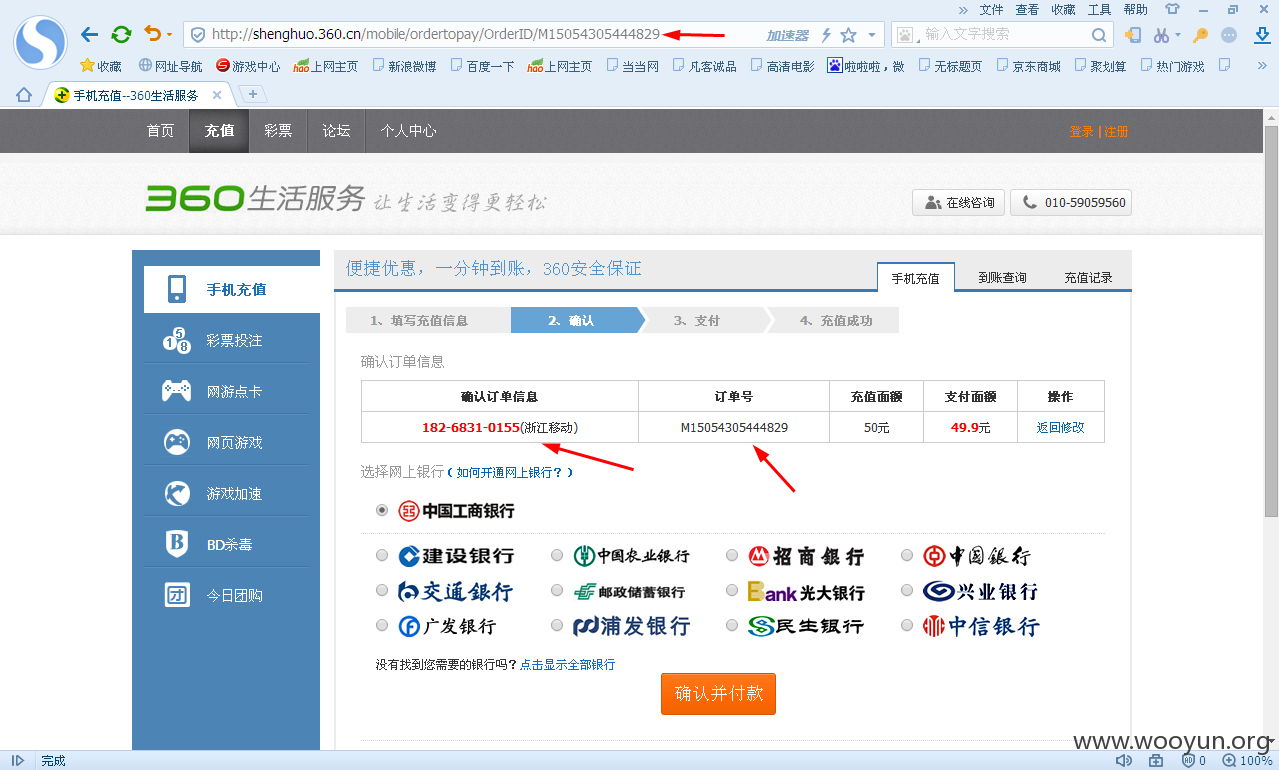 » 文件 查看 收藏 工具 帮助
http://shenghuo.360.cn/mobile/ordertopay/OrderID/M15054305444829 加速器 输入文字搜索
收藏 网址导航 游戏中心 上网主页 新浪微博 百度一下 上网主页 当当网 凡客诚品 高清电影 啦啦啦，微 无标题页 京东商城 聚划算 热门游戏 »
手机充值--360生活服务
首页 充值 彩票 论坛 个人中心 登录 | 注册
360生活服务 让生活变得更轻松 在线咨询 010-59059560
便捷优惠，一分钟到账，360安全保证 手机充值 到账查询 充值记录
手机充值
彩票投注
网游点卡
网页游戏
游戏加速
BD杀毒
今日团购
1、填写充值信息 2、确认 3、支付 4、充值成功
确认订单信息
确认订单信息 订单号 充值面额 支付面额 操作
182-6831-0155(浙江移动) M15054305444829 50元 49.9元 返回修改
选择网上银行 ( 如何开通网上银行？ )
中国工商银行
建设银行 中国农业银行 招商银行 中国银行
交通银行 邮政储蓄银行 Bank 光大银行 兴业银行
广发银行 浦发银行 民生银行 中信银行
没有找到您需要的银行吗？点击显示全部银行
确认并付款
www.wooyun.org
完成 0 100%